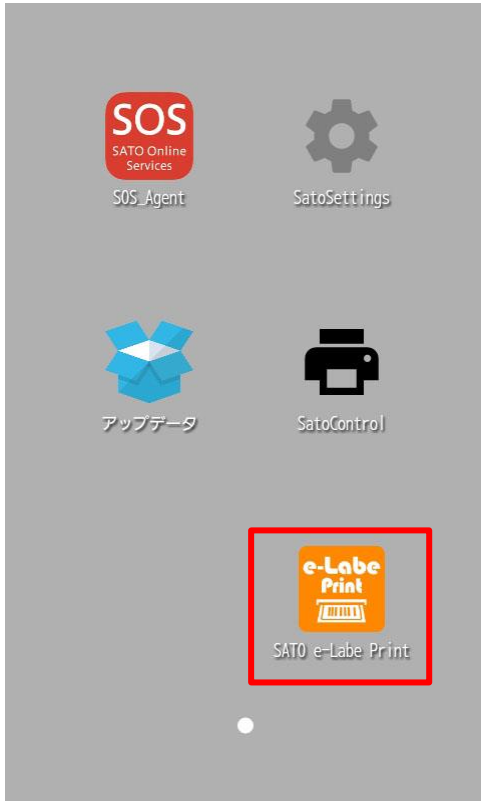 SOS
SATO Online
Services
SOS_Agent
SatoSettings
アップデータ
SatoControl
e-Labe
Print
SATO e-Labe Print